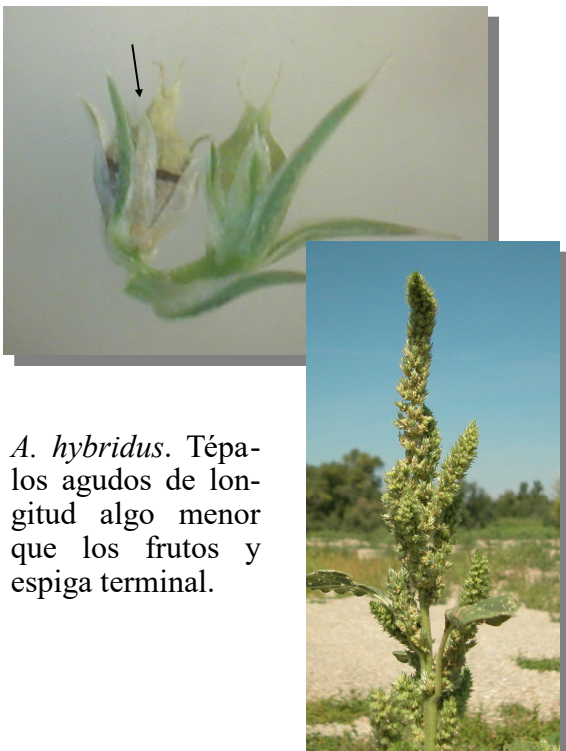 A. hybridus. Tépa-
los agudos de lon-
gitud algo menor
que los frutos y
espiga terminal.